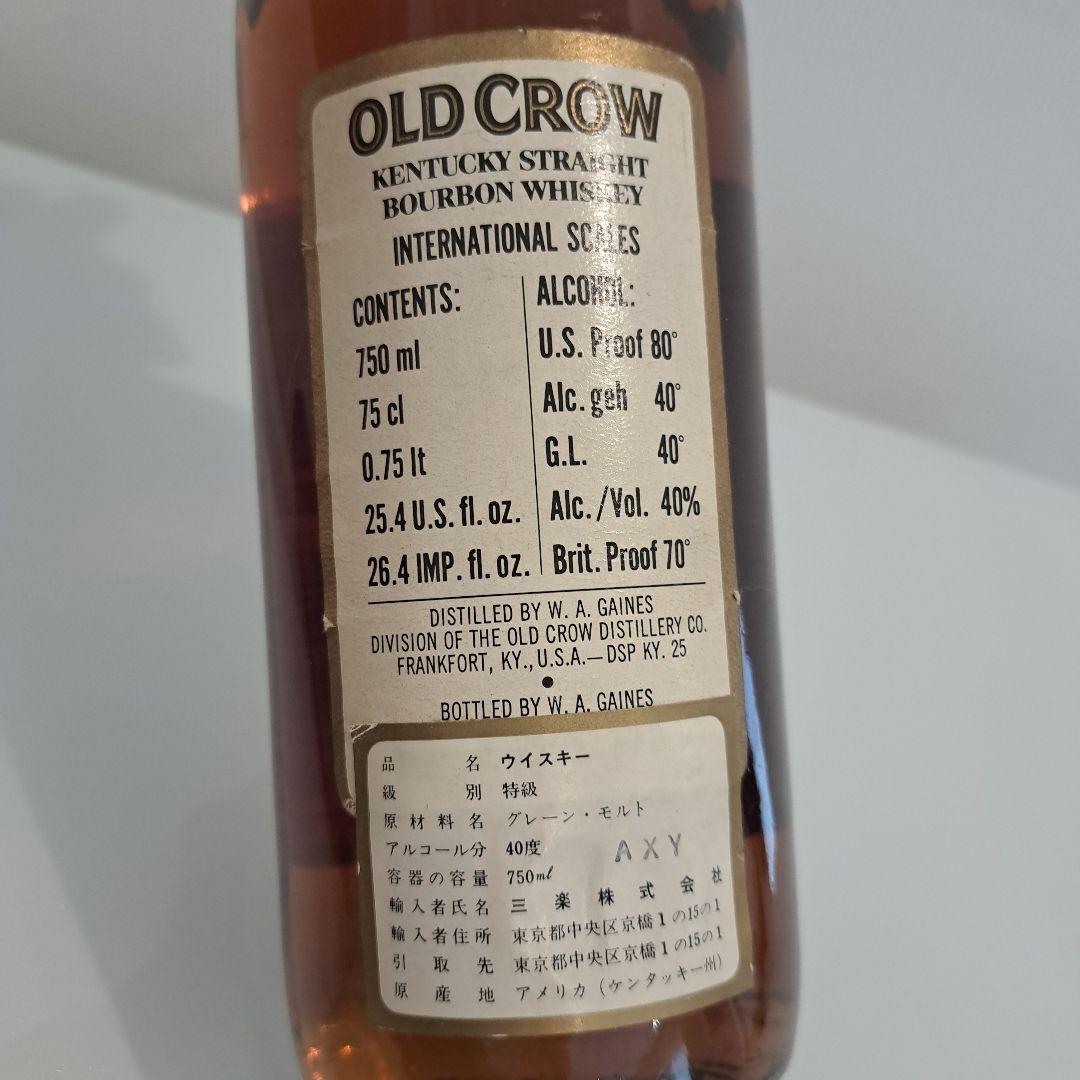 OLD CROW
KENTUCKY STRAIGHT
BOURBON WHISKEY
INTERNATIONAL SCALES
CONTENTS:
750 ml
75 cl
0.75 lt
25.4 U.S. fl. oz.
26.4 IMP. fl. oz.
ALCOHOL:
U.S. Proof 80°
Alc. geh 40°
G.L. 40°
Alc./Vol. 40%
Brit. Proof 70°
DISTILLED BY W. A. GAINES
DIVISION OF THE OLD CROW DISTILLERY CO.
FRANKFORT, KY., U.S.A.—DSP KY. 25
•
BOTTLED BY W. A. GAINES
品名 ウイスキー
級別 特級
原材料名 グレーン・モルト
アルコール分 40度
AXY
容器の容量 750ml
輸入者氏名 三楽株式会社
輸入者住所 東京都中央区京橋1の15の1
引取先 東京都中央区京橋1の15の1
原産地 アメリカ(ケンタッキー州)